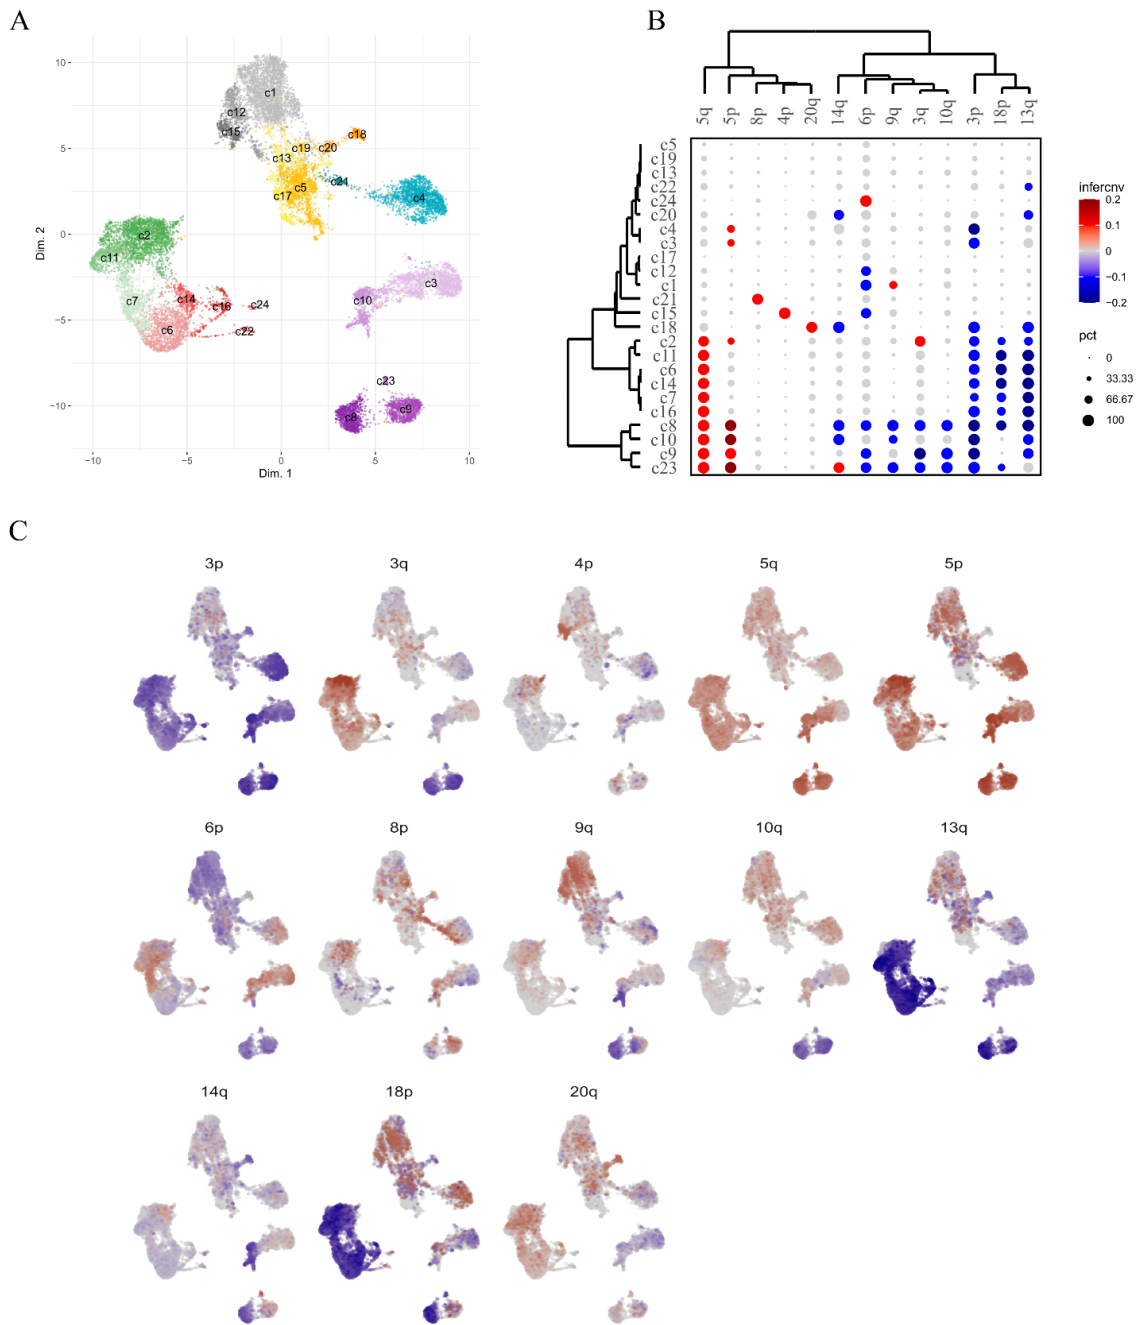 A
10
5
0
−5
−10
Dim. 2
−10
−5
0
5
10
Dim. 1
c1
c12
c15
c18
c19
c20
c13
c21
c5
c17
c4
c2
c11
c7
c14
c16
c24
c6
c22
c3
c10
c23
c8
c9
B
5q
5p
8p
4p
20q
14q
6p
9q
3q
10q
3p
18p
13q
c5
c19
c13
c22
c24
c20
c4
c3
c17
c12
c1
c21
c15
c18
c2
c11
c6
c14
c7
c16
c8
c10
c9
c23
infercnv
0.2
0.1
0.0
−0.1
−0.2
pct
0
33.33
66.67
100
C
3p 3q 4p 5q 5p
6p 8p 9q 10q 13q
14q 18p 20q